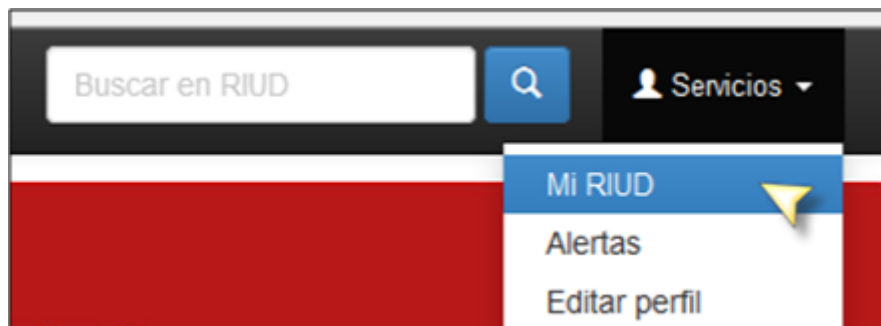 Buscar en RIUD
Servicios
Mi RIUD
Alertas
Editar perfil